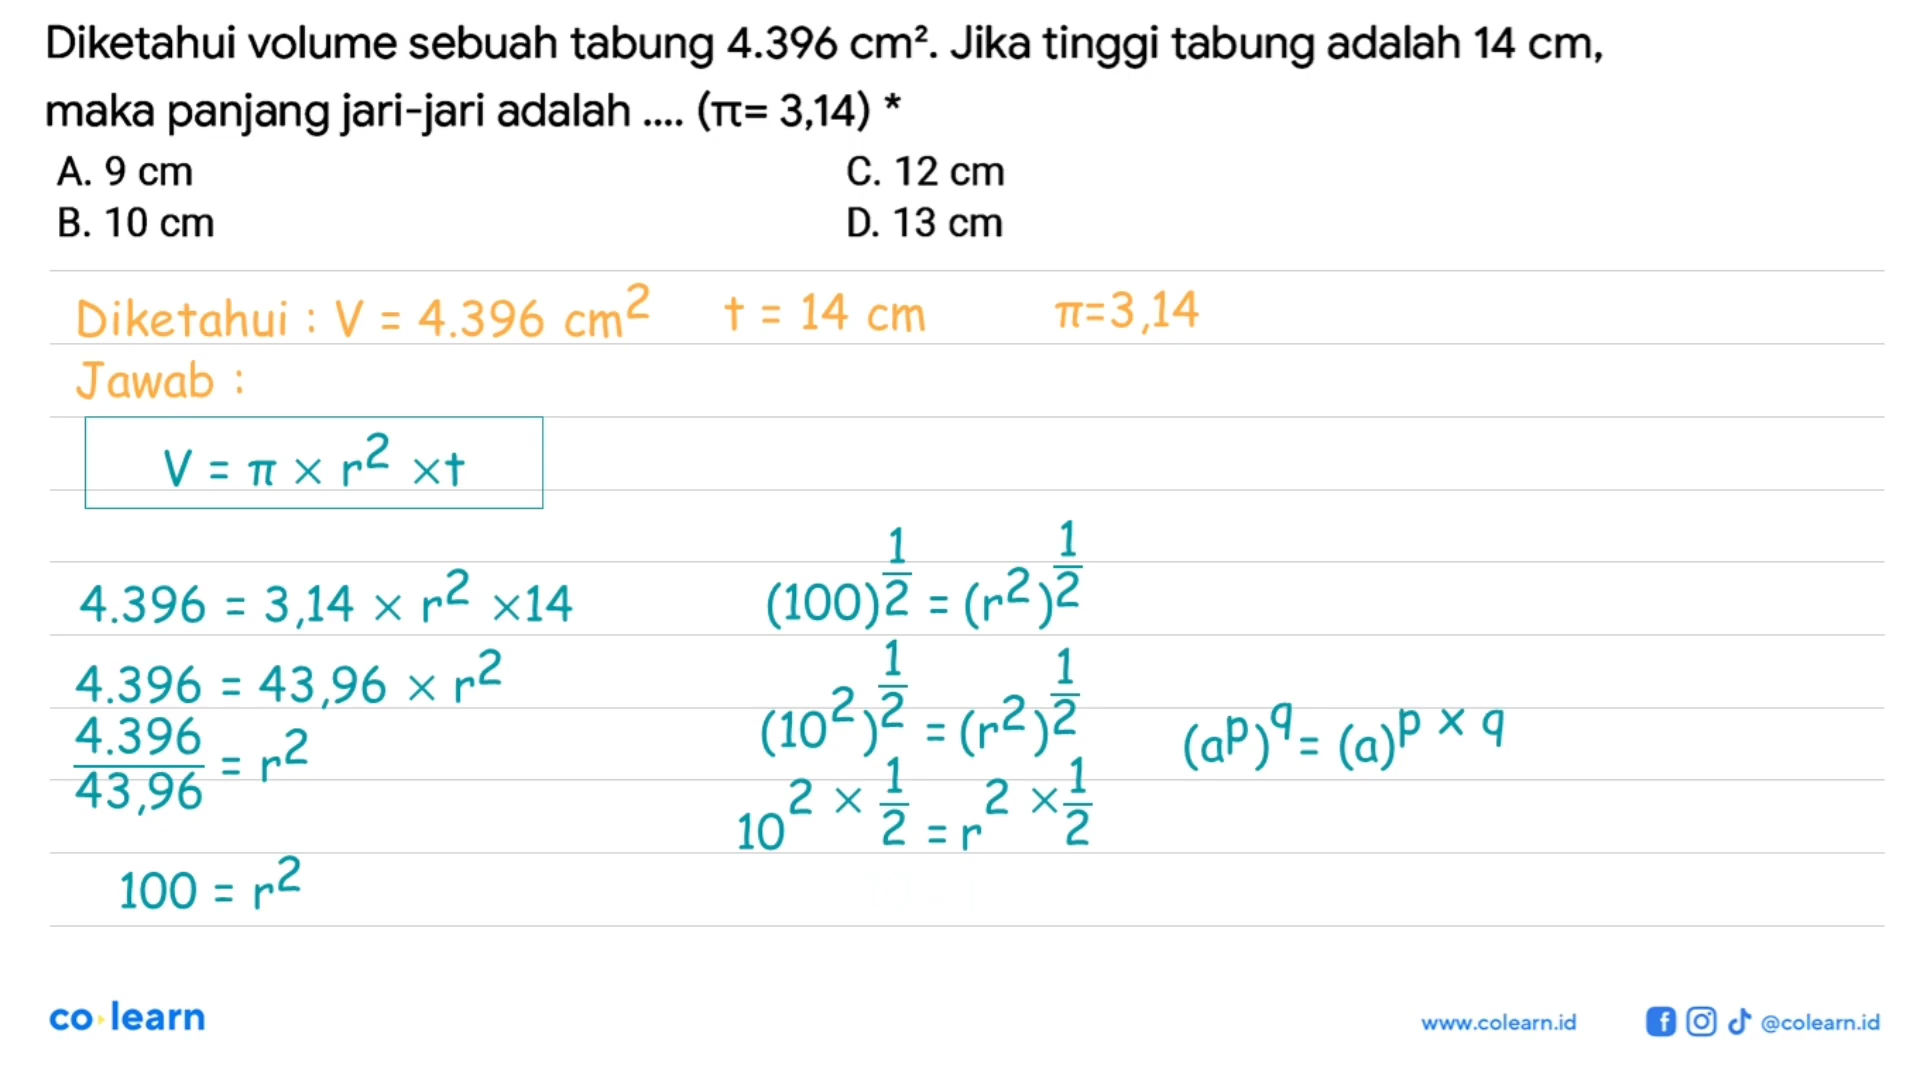 Diketahui volume sebuah tabung 4.396 cm². Jika tinggi tabung adalah 14 cm,
maka panjang jari-jari adalah .... (π= 3,14) *
A. 9 cm
B. 10 cm
C. 12 cm
D. 13 cm
Diketahui : V = 4.396 cm² t = 14 cm π=3,14
Jawab :
V = π × r² ×t
4.396 = 3,14 × r² ×14
4.396 = 43,96 × r²
4.396/43,96 = r²
100 = r²
(100)^(1/2) = (r²)^(1/2)
(10²)^(1/2) = (r²)^(1/2)
(a^p)^q = (a)^(p × q)
10^(2 × 1/2) = r^(2 × 1/2)
co learn
www.colearn.id
@colearn.id